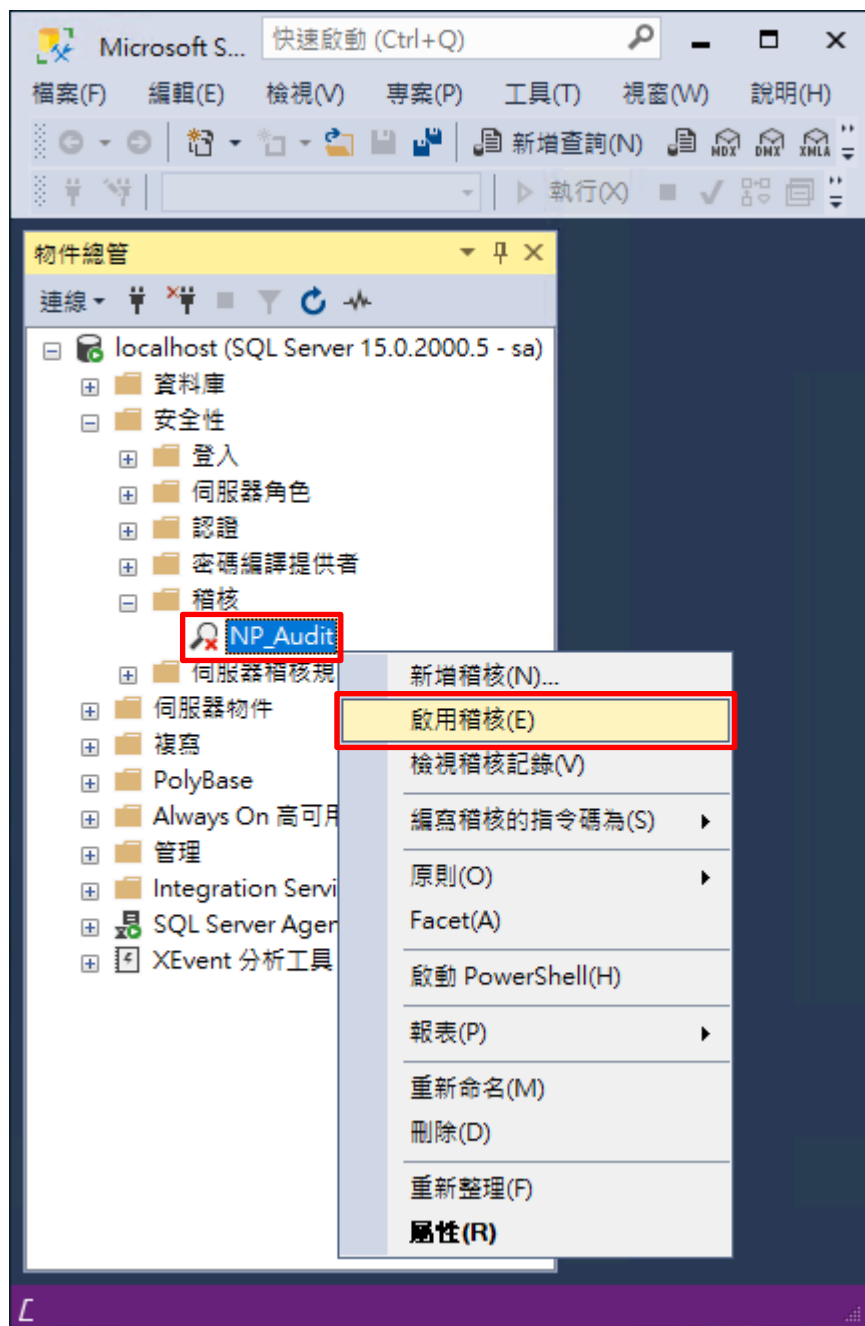 Microsoft S...
快速啟動 (Ctrl+Q)
檔案(F) 編輯(E) 檢視(V) 專案(P) 工具(T) 視窗(W) 說明(H)
新增查詢(N) MDX DMX XMLA
執行(X)
物件總管
連線
localhost (SQL Server 15.0.2000.5 - sa)
資料庫
安全性
登入
伺服器角色
認證
密碼編譯提供者
稽核
NP_Audit
伺服器稽核規
伺服器物件
複寫
PolyBase
Always On 高可用
管理
Integration Servi
SQL Server Agen
XEvent 分析工具
新增稽核(N)...
啟用稽核(E)
檢視稽核記錄(V)
編寫稽核的指令碼為(S)
原則(O)
Facet(A)
啟動 PowerShell(H)
報表(P)
重新命名(M)
刪除(D)
重新整理(F)
屬性(R)